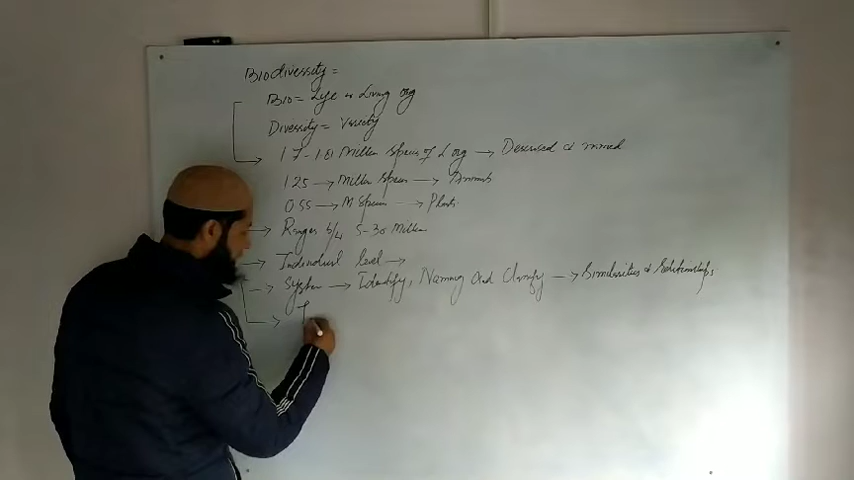 Biodiversity =
Bio = Life or Living org
Diversity = Variety
1.7-1.8 Million species of L org → Described & named
1.25 → Million species → Animals
0.55 → M Species → Plants
Ranges b/w 5-30 Million
Individual level →
System → Identify, Naming and Classify → Similarities & Relationships